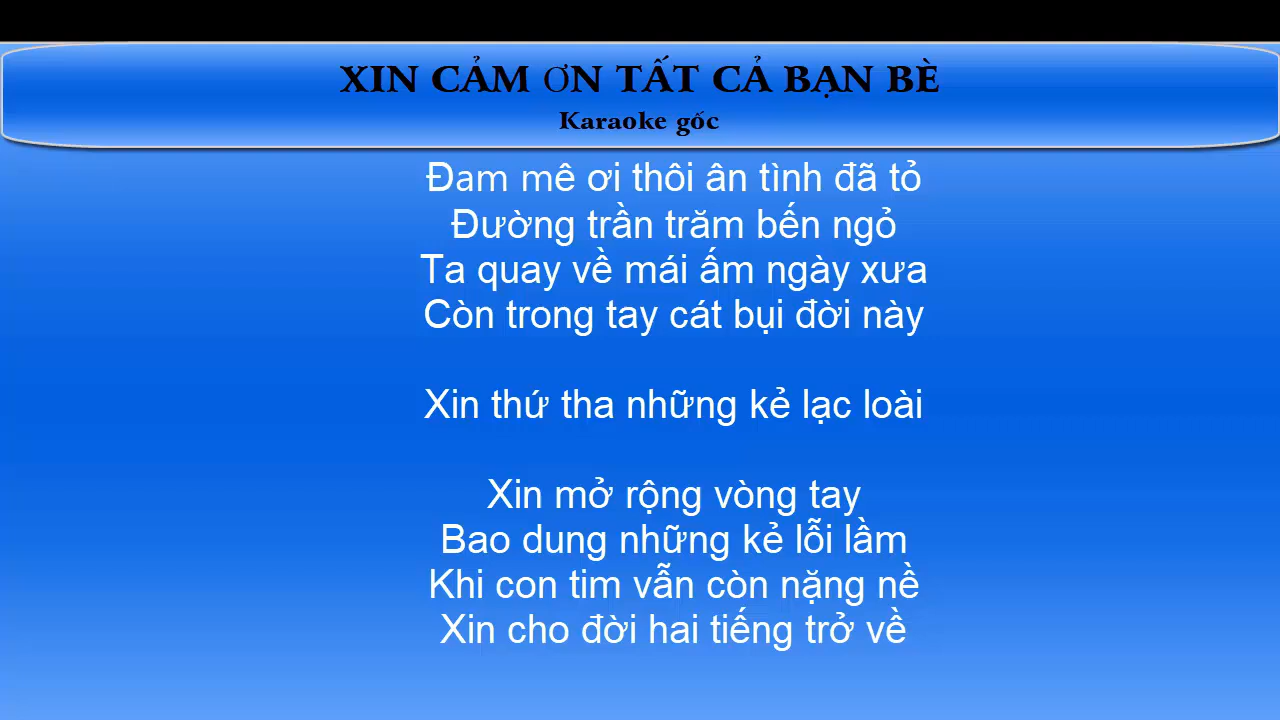 XIN CẢM ƠN TẤT CẢ BẠN BÈ
Karaoke gốc
Đam mê ơi thôi ân tình đã tỏ
Đường trần trăm bến ngỏ
Ta quay về mái ấm ngày xưa
Còn trong tay cát bụi đời này
Xin thứ tha những kẻ lạc loài
Xin mở rộng vòng tay
Bao dung những kẻ lỗi lầm
Khi con tim vẫn còn nặng nề
Xin cho đời hai tiếng trở về